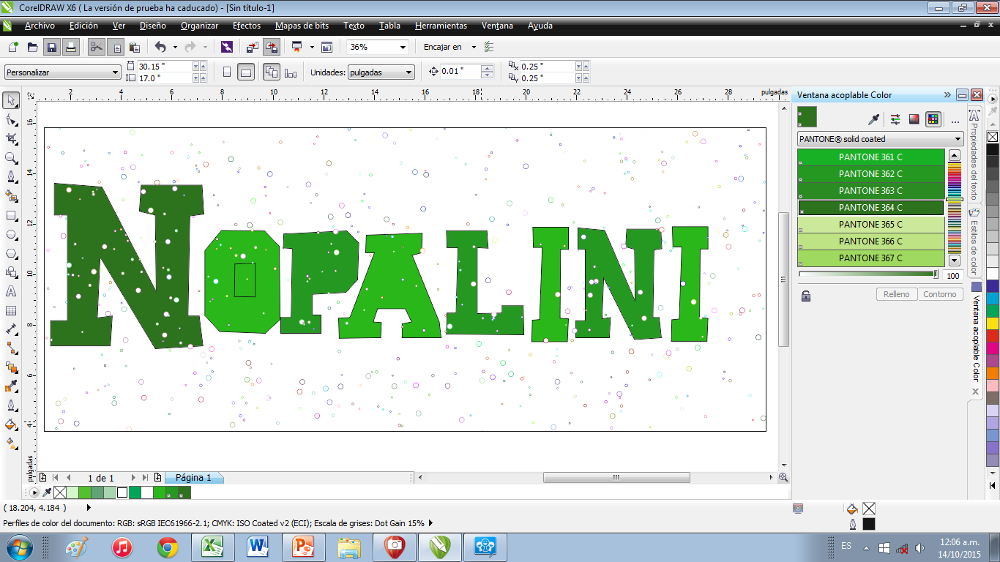 CorelDRAW X6 ( La versión de prueba ha caducado) - [Sin título-1]
Archivo Edición Ver Diseño Organizar Efectos Mapas de bits Texto Tabla Herramientas Ventana Ayuda
36% Encajar en
Personalizar 30.15 " 17.0 " Unidades: pulgadas 0.01 " 0.25 " 0.25 "
2 4 6 8 10 12 14 16 18 20 22 24 26 28 pulgadas
16
14
12
10
8
6
4
pulgadas
NOPALINI
Ventana acoplable Color
PANTONE® solid coated
PANTONE 361 C
PANTONE 362 C
PANTONE 363 C
PANTONE 364 C
PANTONE 365 C
PANTONE 366 C
PANTONE 367 C
100
Relleno Contorno
Propiedades del texto
Estilos de color
Ventana acoplable Color
1 de 1 Página 1
( 18.204, 4.184 )
Perfiles de color del documento: RGB: sRGB IEC61966-2.1; CMYK: ISO Coated v2 (ECI); Escala de grises: Dot Gain 15%
ES
12:06 a.m.
14/10/2015